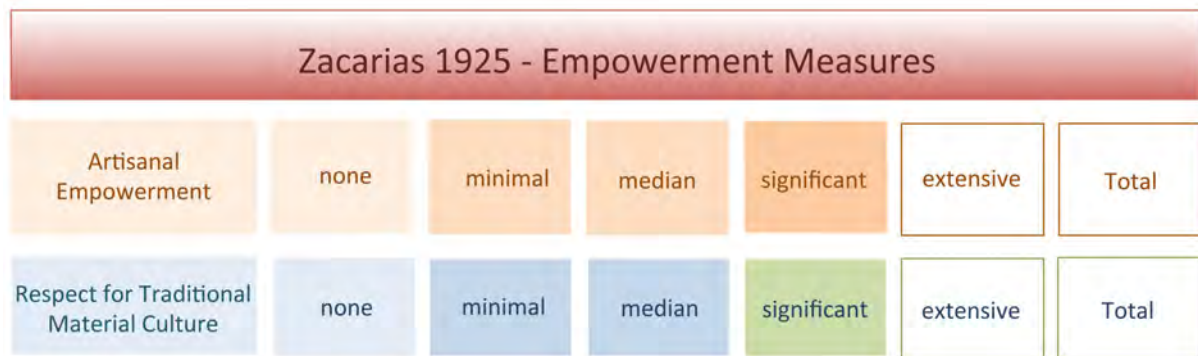 Zacarias 1925 - Empowerment Measures
Artisanal
Empowerment
none
minimal
median
significant
extensive
Total
Respect for Traditional
Material Culture
none
minimal
median
significant
extensive
Total